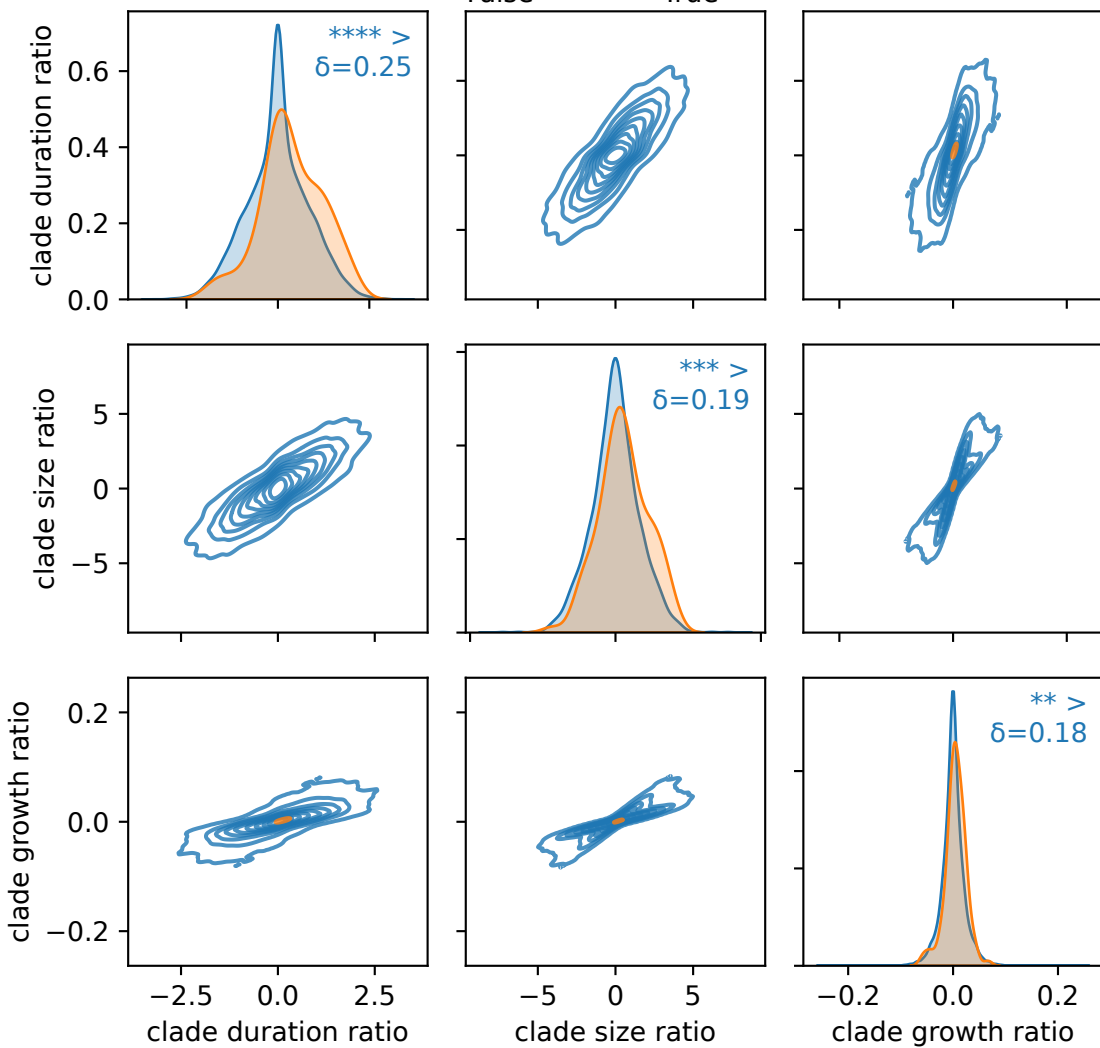 True
clade duration ratio
0.6
0.4
0.2
0.0
**** >
δ=0.25
clade size ratio
5
0
−5
*** >
δ=0.19
clade growth ratio
0.2
0.0
−0.2
** >
δ=0.18
−2.5 0.0 2.5
−5 0 5
−0.2 0.0 0.2
clade duration ratio
clade size ratio
clade growth ratio